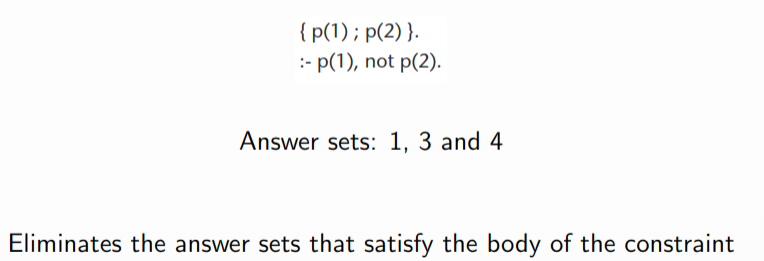 { p(1) ; p(2) }.
:- p(1), not p(2).
Answer sets: 1, 3 and 4
Eliminates the answer sets that satisfy the body of the constraint